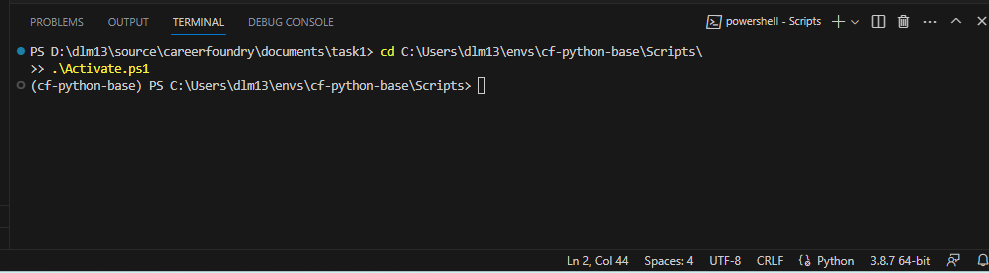 PROBLEMS OUTPUT TERMINAL DEBUG CONSOLE powershell - Scripts
PS D:\dlm13\source\careerfoundry\documents\task1> cd C:\Users\dlm13\envs\cf-python-base\Scripts\
>> .\Activate.ps1
(cf-python-base) PS C:\Users\dlm13\envs\cf-python-base\Scripts>
Ln 2, Col 44 Spaces: 4 UTF-8 CRLF Python 3.8.7 64-bit